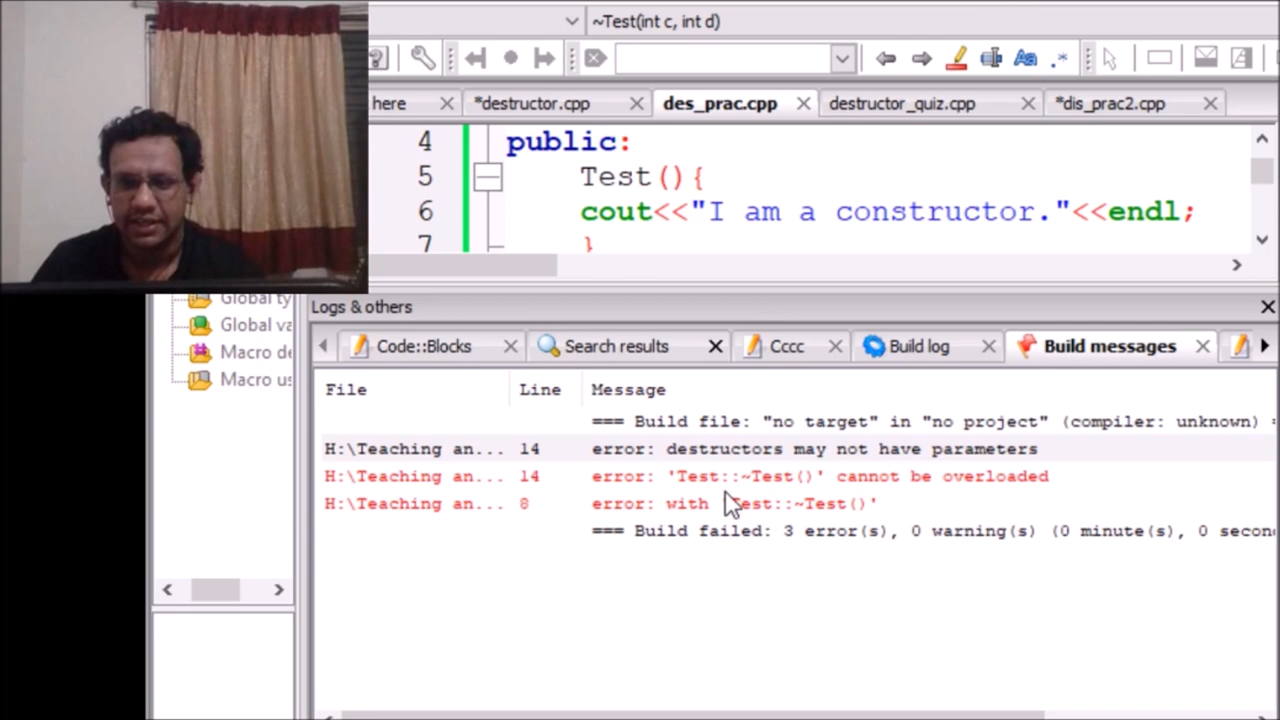 ~Test(int c, int d)
here *destructor.cpp des_prac.cpp destructor_quiz.cpp *dis_prac2.cpp
4 public:
5 Test(){
6 cout<<"I am a constructor."<<endl;
7 }
Global ty
Global va
Macro de
Macro us
Logs & others
Code::Blocks Search results Cccc Build log Build messages
File Line Message
=== Build file: "no target" in "no project" (compiler: unknown) =
H:\Teaching an... 14 error: destructors may not have parameters
H:\Teaching an... 14 error: 'Test::~Test()' cannot be overloaded
H:\Teaching an... 8 error: with 'Test::~Test()'
=== Build failed: 3 error(s), 0 warning(s) (0 minute(s), 0 secon